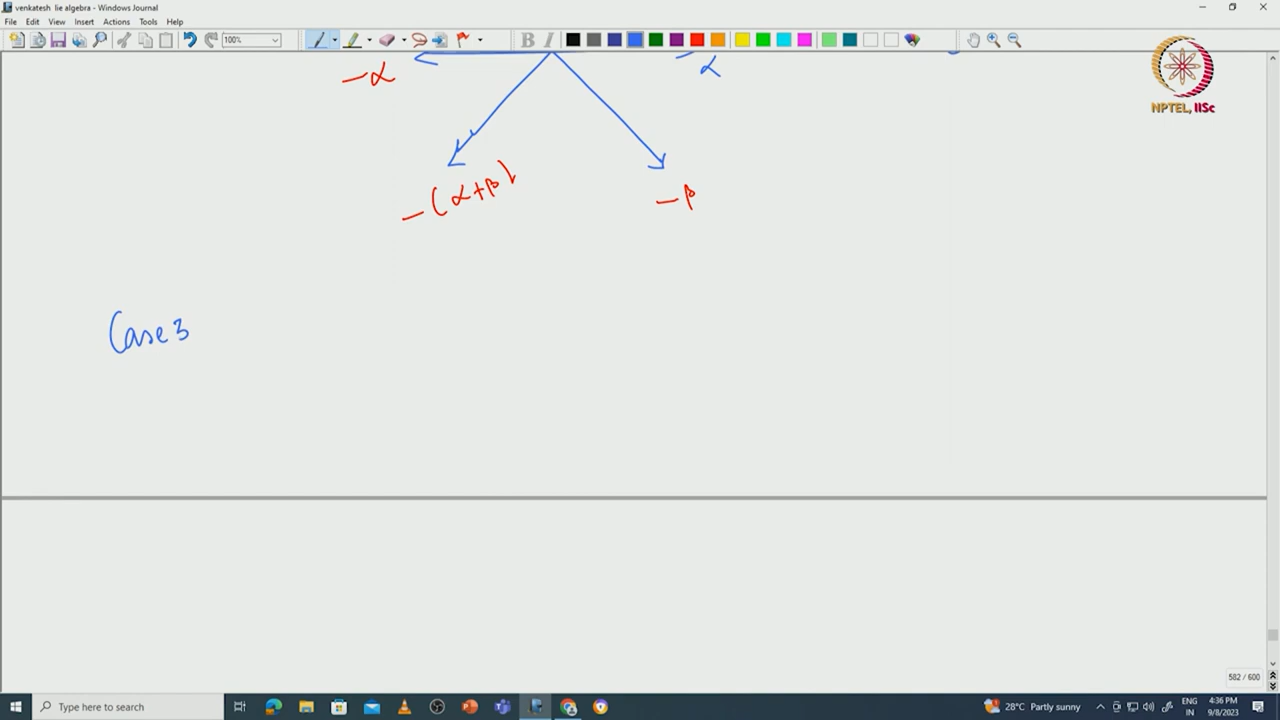 venkatesh lie algebra - Windows Journal
File Edit View Insert Actions Tools Help
100%
B I
NPTEL, IISc
-α
α
-(α+β)
-β
Case 3
582 / 600
Type here to search
28°C Partly sunny
ENG
IN
4:36 PM
9/8/2023